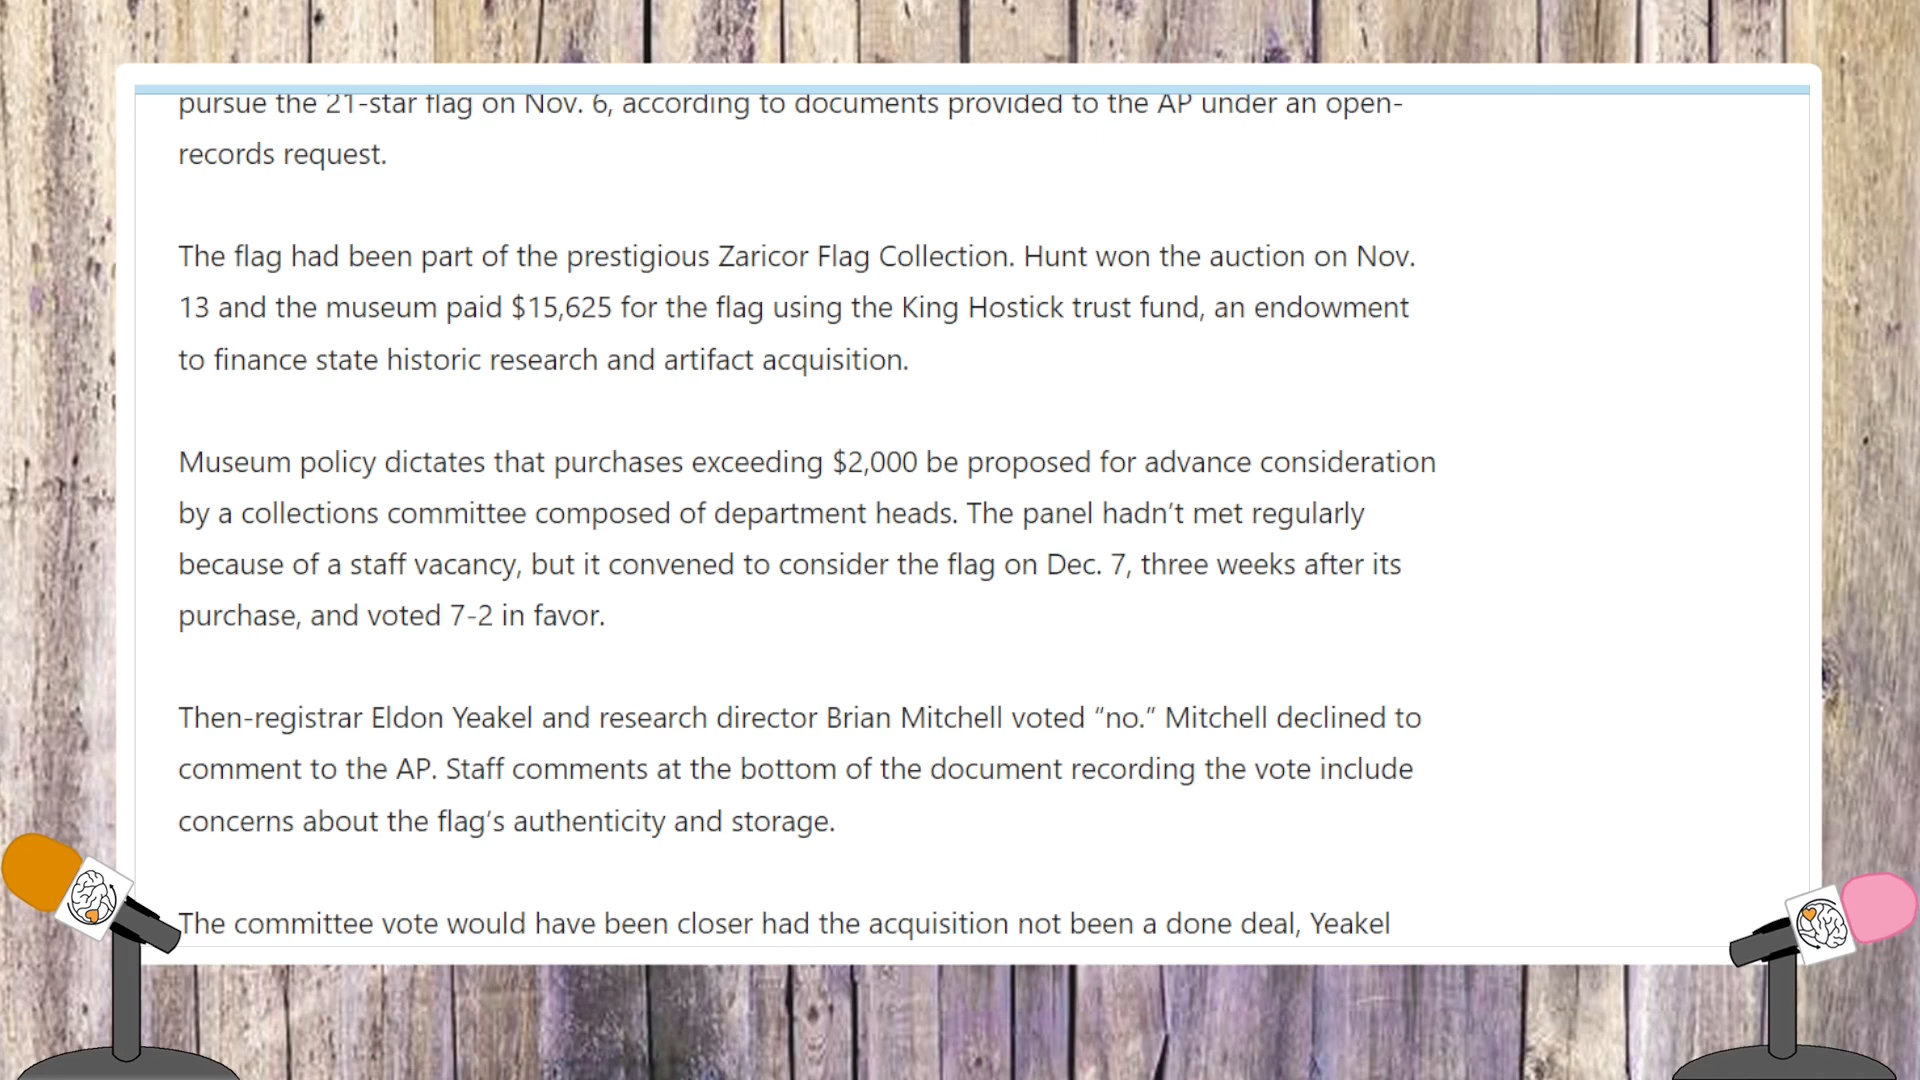 pursue the 21-star flag on Nov. 6, according to documents provided to the AP under an open-
records request.
The flag had been part of the prestigious Zaricor Flag Collection. Hunt won the auction on Nov.
13 and the museum paid $15,625 for the flag using the King Hostick trust fund, an endowment
to finance state historic research and artifact acquisition.
Museum policy dictates that purchases exceeding $2,000 be proposed for advance consideration
by a collections committee composed of department heads. The panel hadn’t met regularly
because of a staff vacancy, but it convened to consider the flag on Dec. 7, three weeks after its
purchase, and voted 7-2 in favor.
Then-registrar Eldon Yeakel and research director Brian Mitchell voted “no.” Mitchell declined to
comment to the AP. Staff comments at the bottom of the document recording the vote include
concerns about the flag’s authenticity and storage.
The committee vote would have been closer had the acquisition not been a done deal, Yeakel